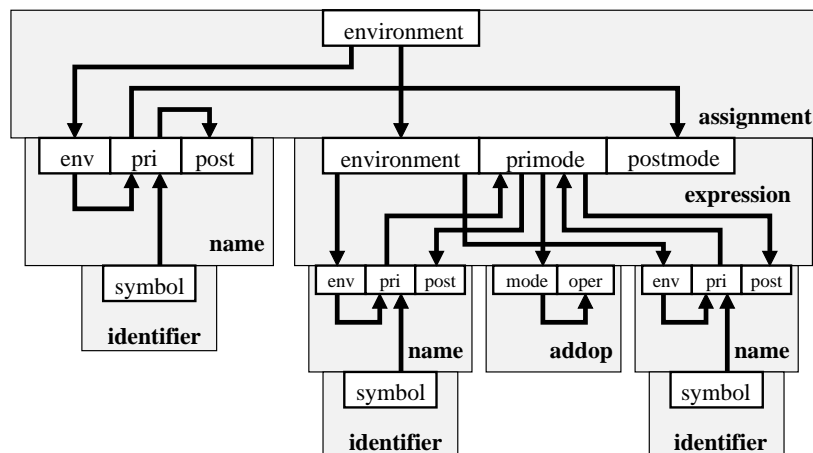 environment
assignment
env pri post
environment primode postmode
expression
name
env pri post mode oper env pri post
symbol
identifier
name addop name
symbol symbol
identifier identifier